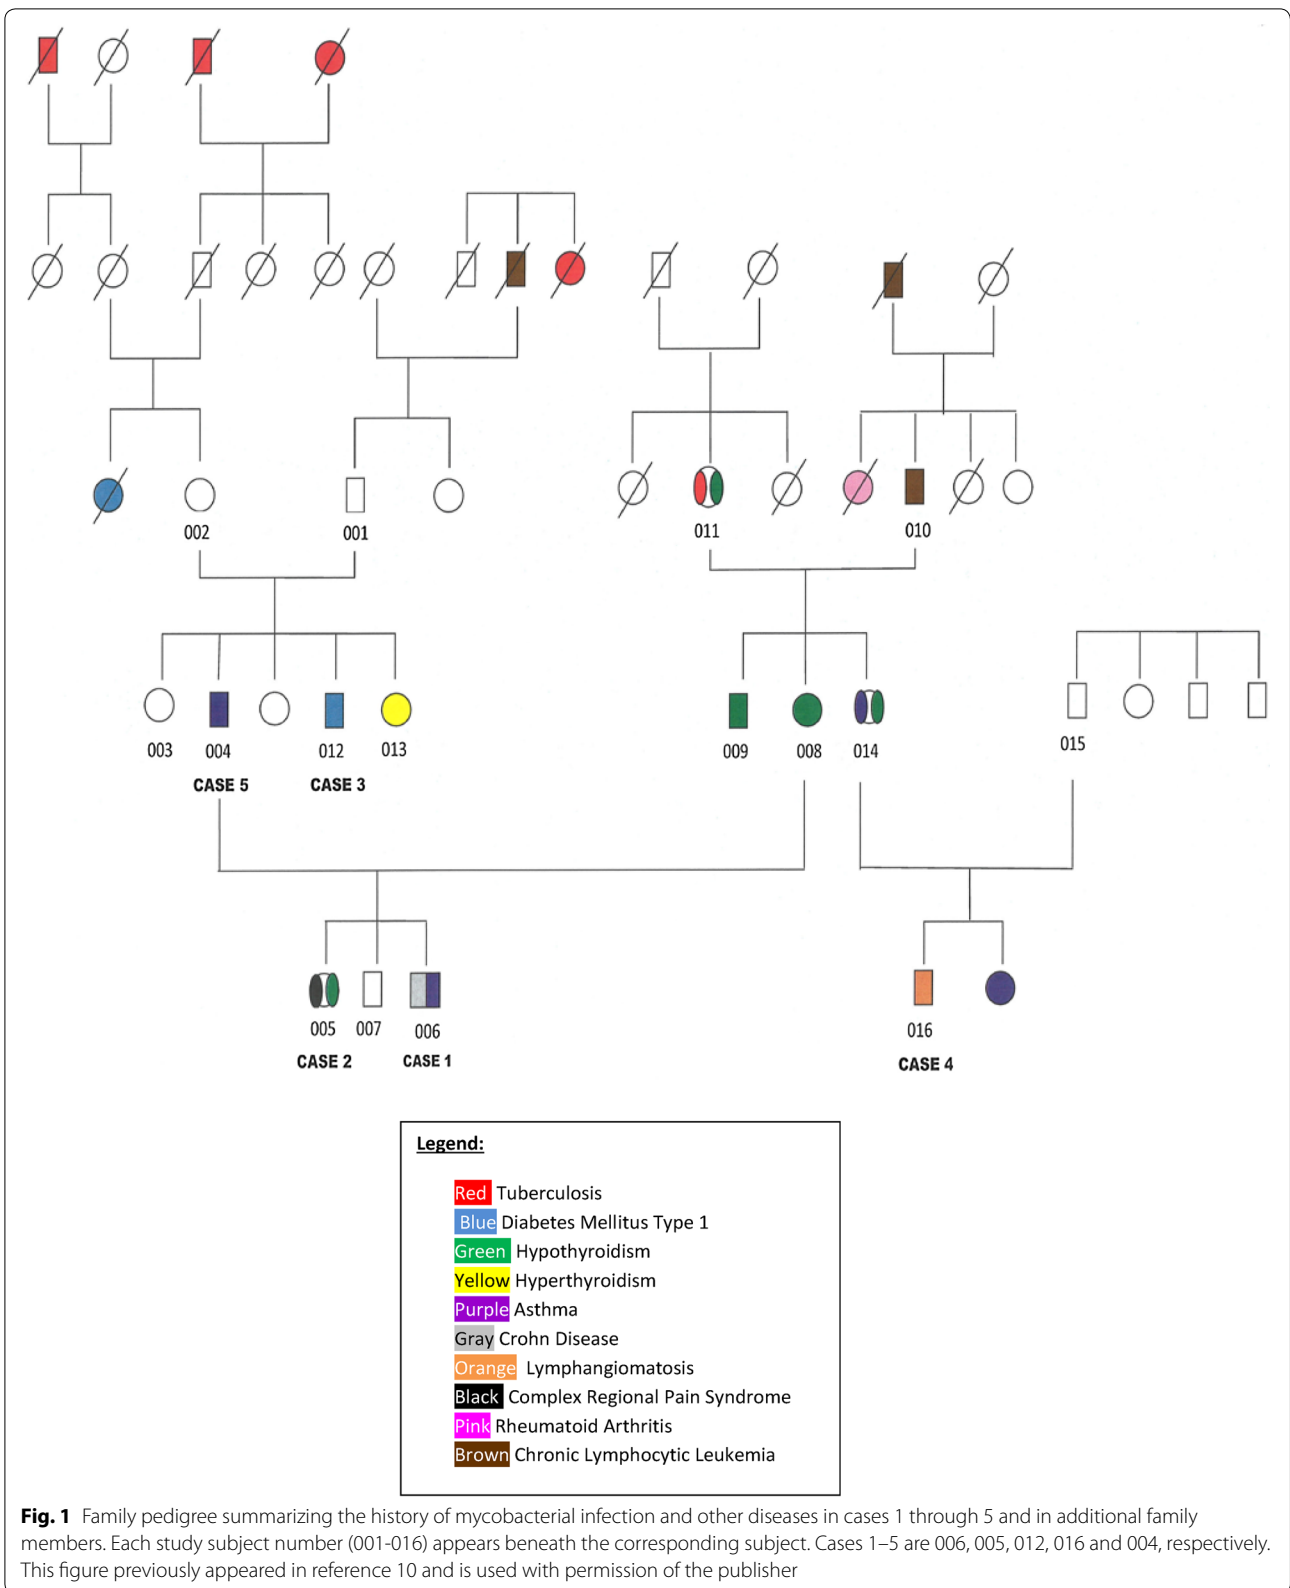 002
001
011
010
003
004
012
013
009
008
014
015
CASE 5
CASE 3
005
007
006
016
CASE 2
CASE 1
CASE 4
Legend:
Red Tuberculosis
Blue Diabetes Mellitus Type 1
Green Hypothyroidism
Yellow Hyperthyroidism
Purple Asthma
Gray Crohn Disease
Orange Lymphangiomatosis
Black Complex Regional Pain Syndrome
Pink Rheumatoid Arthritis
Brown Chronic Lymphocytic Leukemia
Fig. 1 Family pedigree summarizing the history of mycobacterial infection and other diseases in cases 1 through 5 and in additional family
members. Each study subject number (001-016) appears beneath the corresponding subject. Cases 1–5 are 006, 005, 012, 016 and 004, respectively.
This figure previously appeared in reference 10 and is used with permission of the publisher